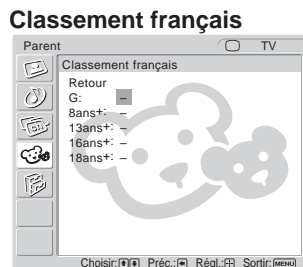 Classement français
Parent TV
Classement français
Retour
G: –
8ans+: –
13ans+: –
16ans+: –
18ans+: –
Choisir: Préc.: Régl.: Sortir: MENU